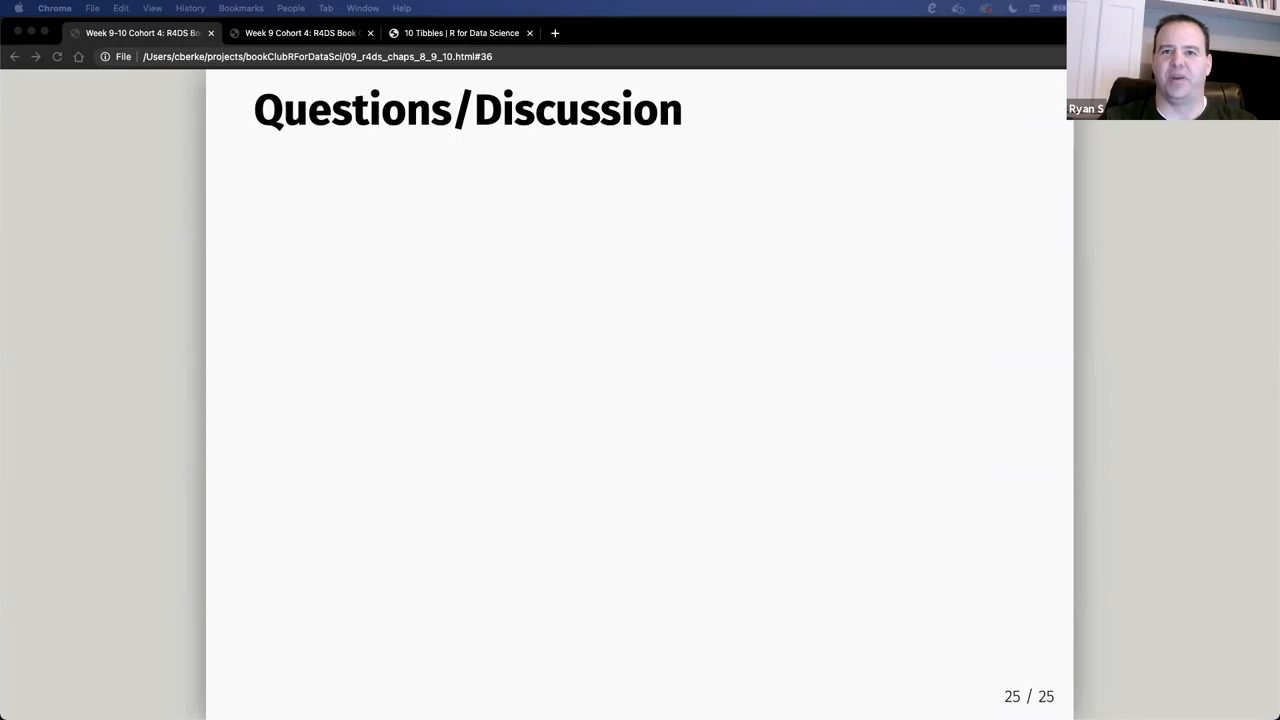 Chrome File Edit View History Bookmarks People Tab Window Help
Week 9-10 Cohort 4: R4DS Bo
Week 9 Cohort 4: R4DS Book
10 Tibbles | R for Data Science
File /Users/cberke/projects/bookClubRForDataSci/09_r4ds_chaps_8_9_10.html#36
Ryan S
Questions/Discussion
25 / 25